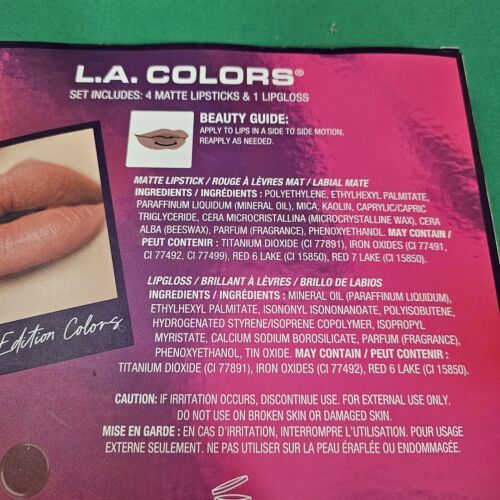 L.A. COLORS®
SET INCLUDES: 4 MATTE LIPSTICKS & 1 LIPGLOSS
BEAUTY GUIDE:
APPLY TO LIPS IN A SIDE TO SIDE MOTION,
REAPPLY AS NEEDED.
MATTE LIPSTICK / ROUGE À LÈVRES MAT / LABIAL MATE
INGREDIENTS / INGRÉDIENTS : POLYETHYLENE, ETHYLHEXYL PALMITATE,
PARAFFINUM LIQUIDUM (MINERAL OIL), MICA, KAOLIN, CAPRYLIC/CAPRIC
TRIGLYCERIDE, CERA MICROCRISTALLINA (MICROCRYSTALLINE WAX), CERA
ALBA (BEESWAX), PARFUM (FRAGRANCE), PHENOXYETHANOL. MAY CONTAIN /
PEUT CONTENIR : TITANIUM DIOXIDE (CI 77891), IRON OXIDES (CI 77491,
CI 77492, CI 77499), RED 6 LAKE (CI 15850), RED 7 LAKE (CI 15850).
LIPGLOSS / BRILLANT À LÈVRES / BRILLO DE LABIOS
INGREDIENTS / INGRÉDIENTS : MINERAL OIL (PARAFFINUM LIQUIDUM),
ETHYLHEXYL PALMITATE, ISONONYL ISONONANOATE, POLYISOBUTENE,
HYDROGENATED STYRENE/ISOPRENE COPOLYMER, ISOPROPYL
MYRISTATE, CALCIUM SODIUM BOROSILICATE, PARFUM (FRAGRANCE),
PHENOXYETHANOL, TIN OXIDE. MAY CONTAIN / PEUT CONTENIR :
TITANIUM DIOXIDE (CI 77891), IRON OXIDES (CI 77492), RED 6 LAKE (CI 15850).
Edition Colors
CAUTION: IF IRRITATION OCCURS, DISCONTINUE USE. FOR EXTERNAL USE ONLY.
DO NOT USE ON BROKEN SKIN OR DAMAGED SKIN.
MISE EN GARDE : EN CAS D'IRRITATION, INTERROMPRE L'UTILISATION. POUR USAGE
EXTERNE SEULEMENT. NE PAS UTILISER SUR LA PEAU ÉRAFLÉE OU ENDOMMAGÉE.